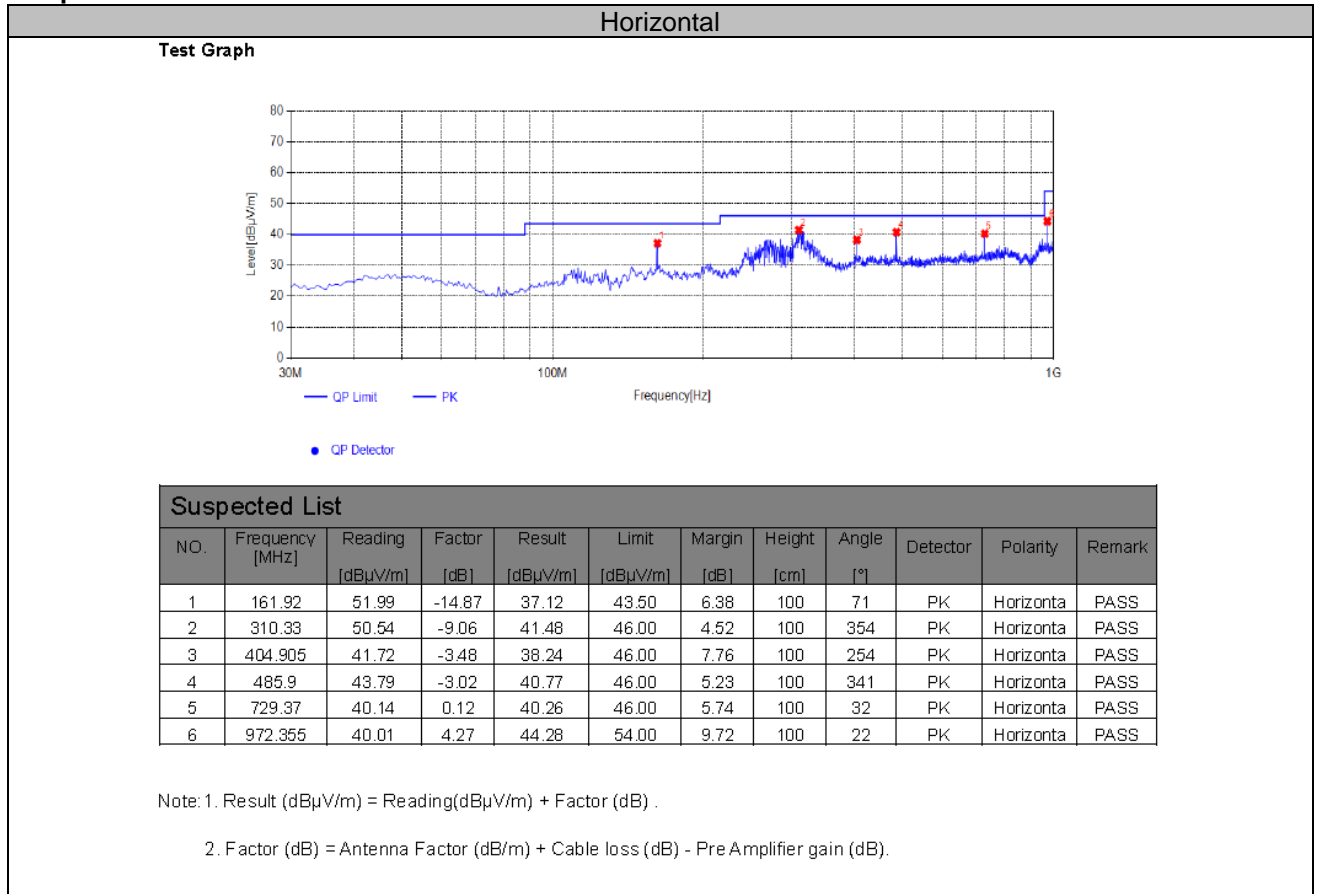 Horizontal
Test Graph
80
70
60
50
40
30
20
10
0
Level[dBµV/m]
1
2
3
4
5
6
30M
100M
1G
Frequency[Hz]
QP Limit
PK
QP Detector
Suspected List
NO. Frequency [MHz] Reading [dBµV/m] Factor [dB] Result [dBµV/m] Limit [dBµV/m] Margin [dB] Height [cm] Angle [°] Detector Polarity Remark
1 161.92 51.99 -14.87 37.12 43.50 6.38 100 71 PK Horizonta PASS
2 310.33 50.54 -9.06 41.48 46.00 4.52 100 354 PK Horizonta PASS
3 404.905 41.72 -3.48 38.24 46.00 7.76 100 254 PK Horizonta PASS
4 485.9 43.79 -3.02 40.77 46.00 5.23 100 341 PK Horizonta PASS
5 729.37 40.14 0.12 40.26 46.00 5.74 100 32 PK Horizonta PASS
6 972.355 40.01 4.27 44.28 54.00 9.72 100 22 PK Horizonta PASS
Note: 1. Result (dBµV/m) = Reading(dBµV/m) + Factor (dB) .
2. Factor (dB) = Antenna Factor (dB/m) + Cable loss (dB) - Pre Amplifier gain (dB).